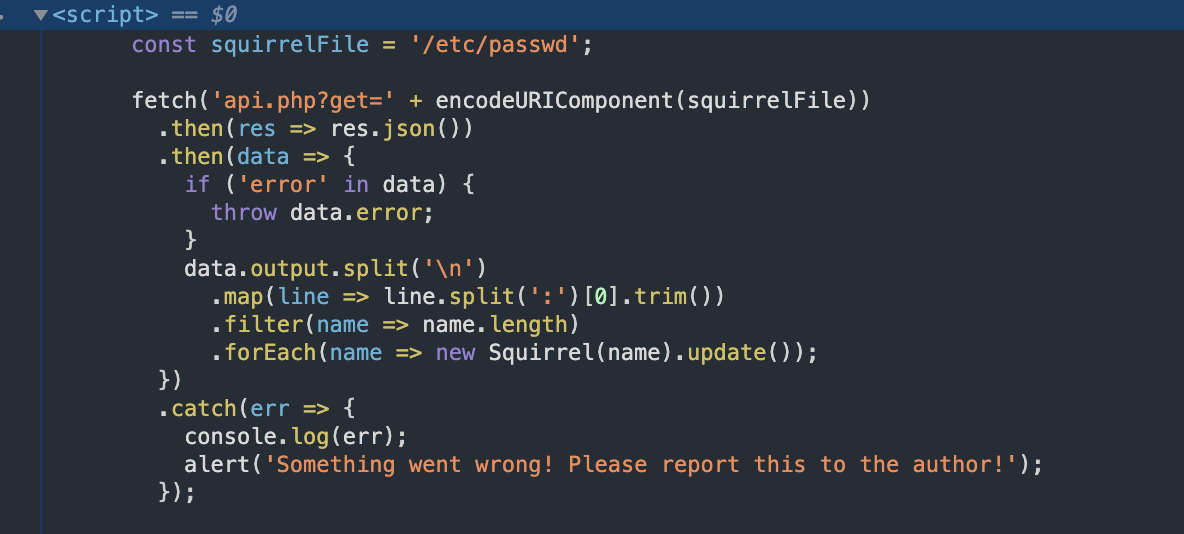 ▼<script> == $0
const squirrelFile = '/etc/passwd';
fetch('api.php?get=' + encodeURIComponent(squirrelFile))
.then(res => res.json())
.then(data => {
if ('error' in data) {
throw data.error;
}
data.output.split('\n')
.map(line => line.split(':')[0].trim())
.filter(name => name.length)
.forEach(name => new Squirrel(name).update());
})
.catch(err => {
console.log(err);
alert('Something went wrong! Please report this to the author!');
});